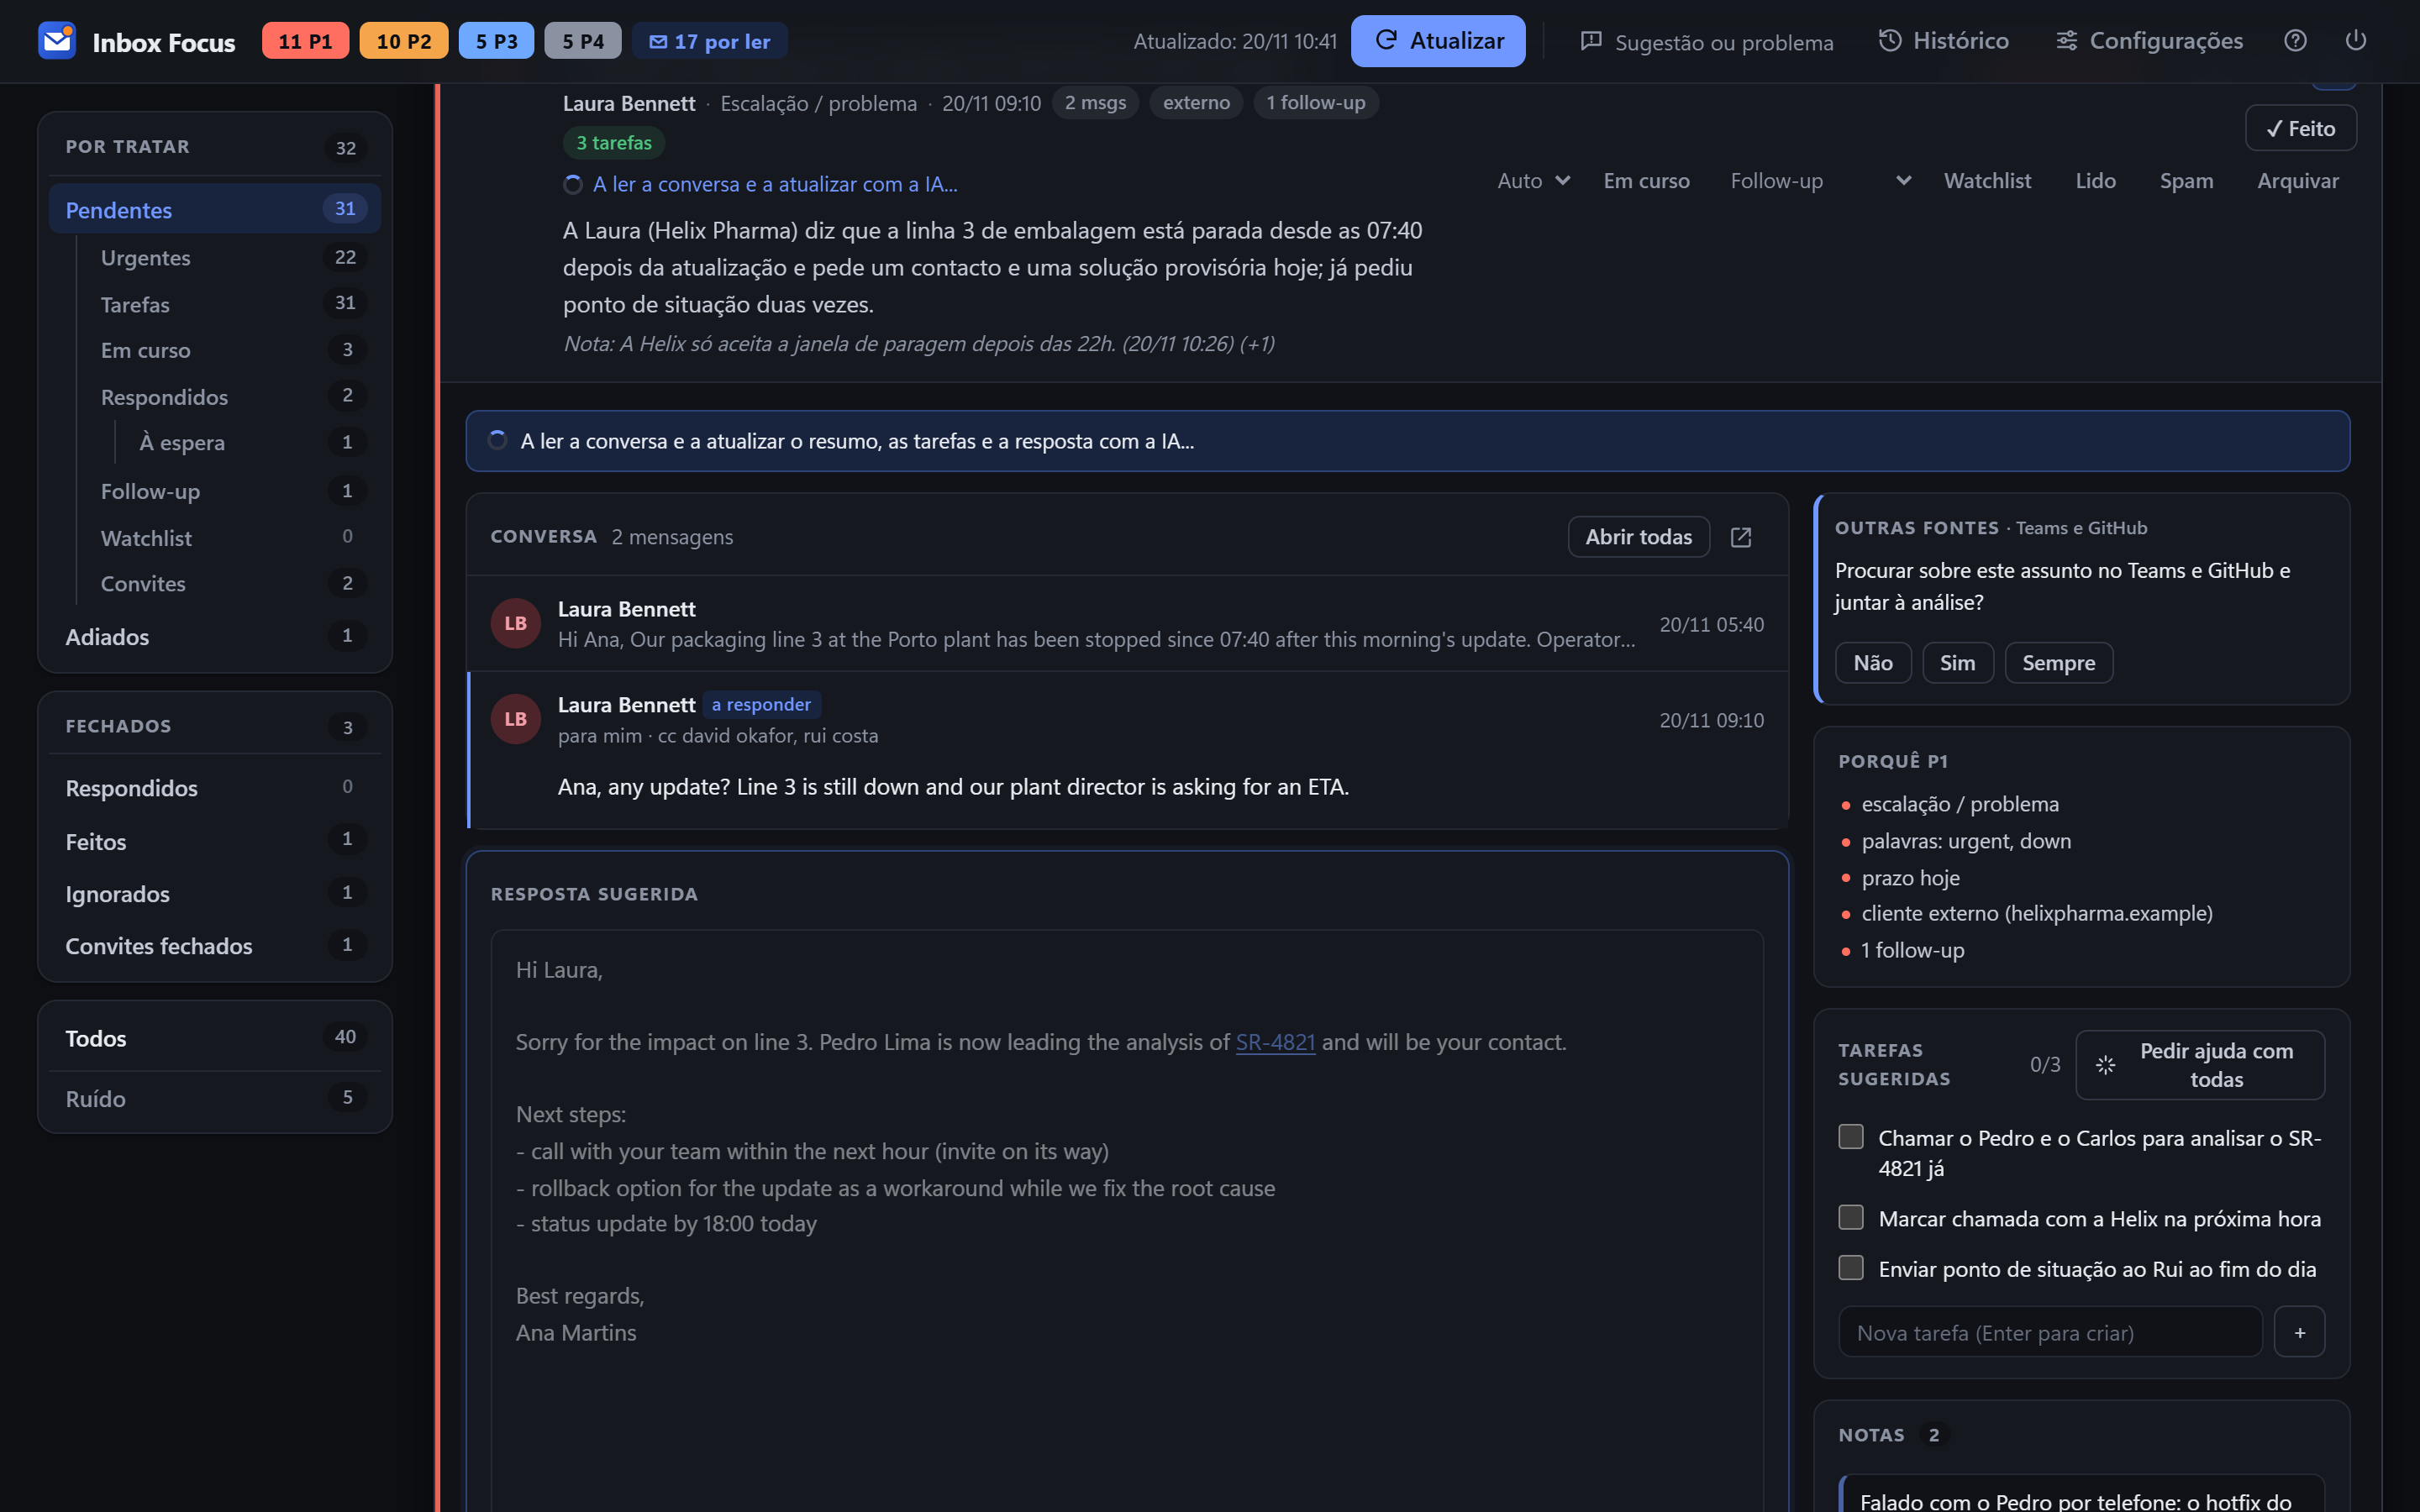 Inbox Focus
11 P1
10 P2
5 P3
5 P4
17 por ler
Atualizado: 20/11 10:41
Atualizar
Sugestão ou problema
Histórico
Configurações
POR TRATAR 32
Pendentes 31
Urgentes 22
Tarefas 31
Em curso 3
Respondidos 2
À espera 1
Follow-up 1
Watchlist 0
Convites 2
Adiados 1
FECHADOS 3
Respondidos 0
Feitos 1
Ignorados 1
Convites fechados 1
Todos 40
Ruído 5
Laura Bennett · Escalação / problema · 20/11 09:10 2 msgs externo 1 follow-up
3 tarefas
A ler a conversa e a atualizar com a IA...
A Laura (Helix Pharma) diz que a linha 3 de embalagem está parada desde as 07:40
depois da atualização e pede um contacto e uma solução provisória hoje; já pediu
ponto de situação duas vezes.
Nota: A Helix só aceita a janela de paragem depois das 22h. (20/11 10:26) (+1)
✓ Feito
Auto
Em curso
Follow-up
Watchlist
Lido
Spam
Arquivar
A ler a conversa e a atualizar o resumo, as tarefas e a resposta com a IA...
CONVERSA 2 mensagens
Abrir todas
LB
Laura Bennett
Hi Ana, Our packaging line 3 at the Porto plant has been stopped since 07:40 after this morning's update. Operator...
20/11 05:40
LB
Laura Bennett a responder
para mim · cc david okafor, rui costa
20/11 09:10
Ana, any update? Line 3 is still down and our plant director is asking for an ETA.
RESPOSTA SUGERIDA
Hi Laura,
Sorry for the impact on line 3. Pedro Lima is now leading the analysis of SR-4821 and will be your contact.
Next steps:
- call with your team within the next hour (invite on its way)
- rollback option for the update as a workaround while we fix the root cause
- status update by 18:00 today
Best regards,
Ana Martins
OUTRAS FONTES · Teams e GitHub
Procurar sobre este assunto no Teams e GitHub e
juntar à análise?
Não
Sim
Sempre
PORQUÊ P1
escalação / problema
palavras: urgent, down
prazo hoje
cliente externo (helixpharma.example)
1 follow-up
TAREFAS
SUGERIDAS
0/3
Pedir ajuda com
todas
Chamar o Pedro e o Carlos para analisar o SR-
4821 já
Marcar chamada com a Helix na próxima hora
Enviar ponto de situação ao Rui ao fim do dia
Nova tarefa (Enter para criar)
+
NOTAS 2
Falado com o Pedro por telefone: o hotfix do